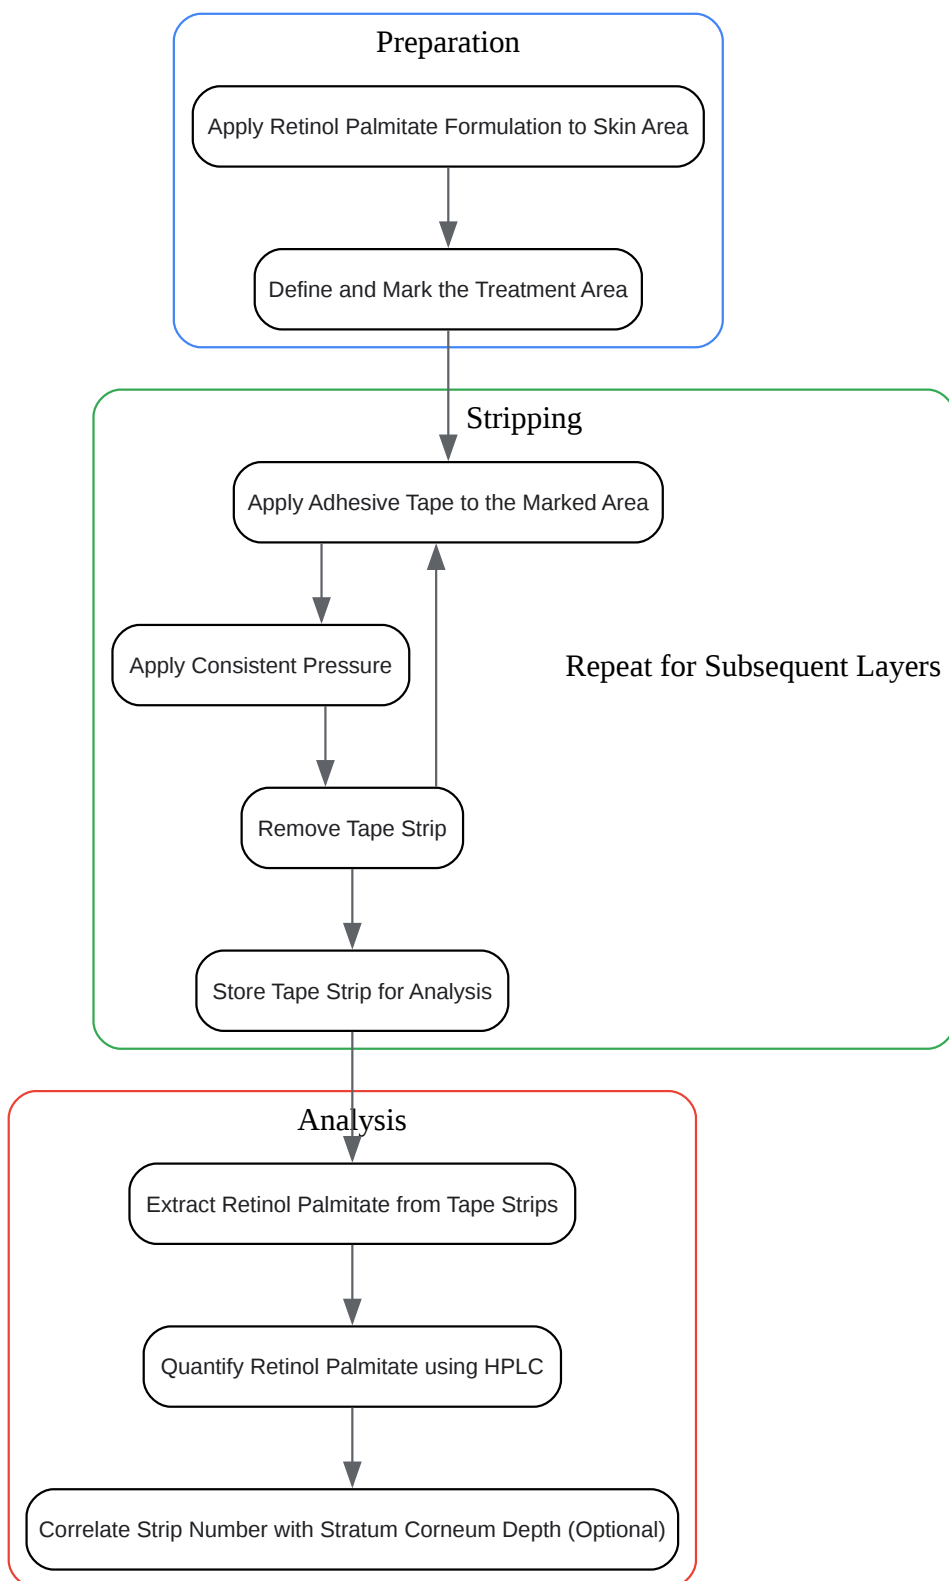 Preparation
Apply Retinol Palmitate Formulation to Skin Area
Define and Mark the Treatment Area
Stripping
Apply Adhesive Tape to the Marked Area
Apply Consistent Pressure
Repeat for Subsequent Layers
Remove Tape Strip
Store Tape Strip for Analysis
Analysis
Extract Retinol Palmitate from Tape Strips
Quantify Retinol Palmitate using HPLC
Correlate Strip Number with Stratum Corneum Depth (Optional)